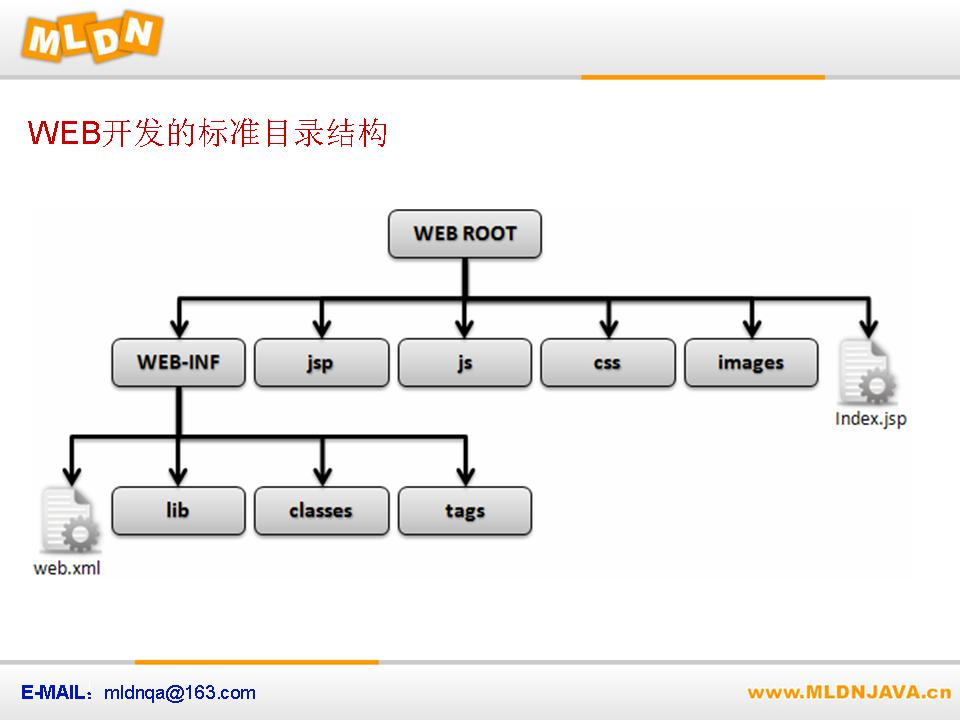 MLDN
WEB开发的标准目录结构
WEB ROOT
WEB-INF
jsp
js
css
images
Index.jsp
web.xml
lib
classes
tags
E-MAIL：mldnqa@163.com
www.MLDNJAVA.cn